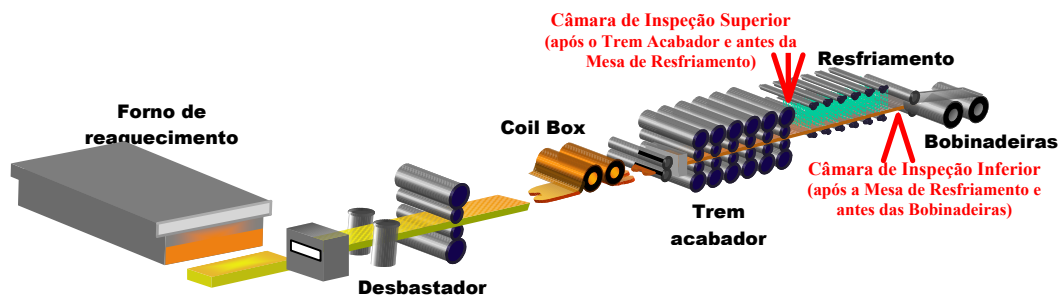 Forno de
reaquecimento
Desbastador
Coil Box
Câmara de Inspeção Superior
(após o Trem Acabador e antes da
Mesa de Resfriamento)
Resfriamento
Trem
acabador
Bobinadeiras
Câmara de Inspeção Inferior
(após a Mesa de Resfriamento e
antes das Bobinadeiras)